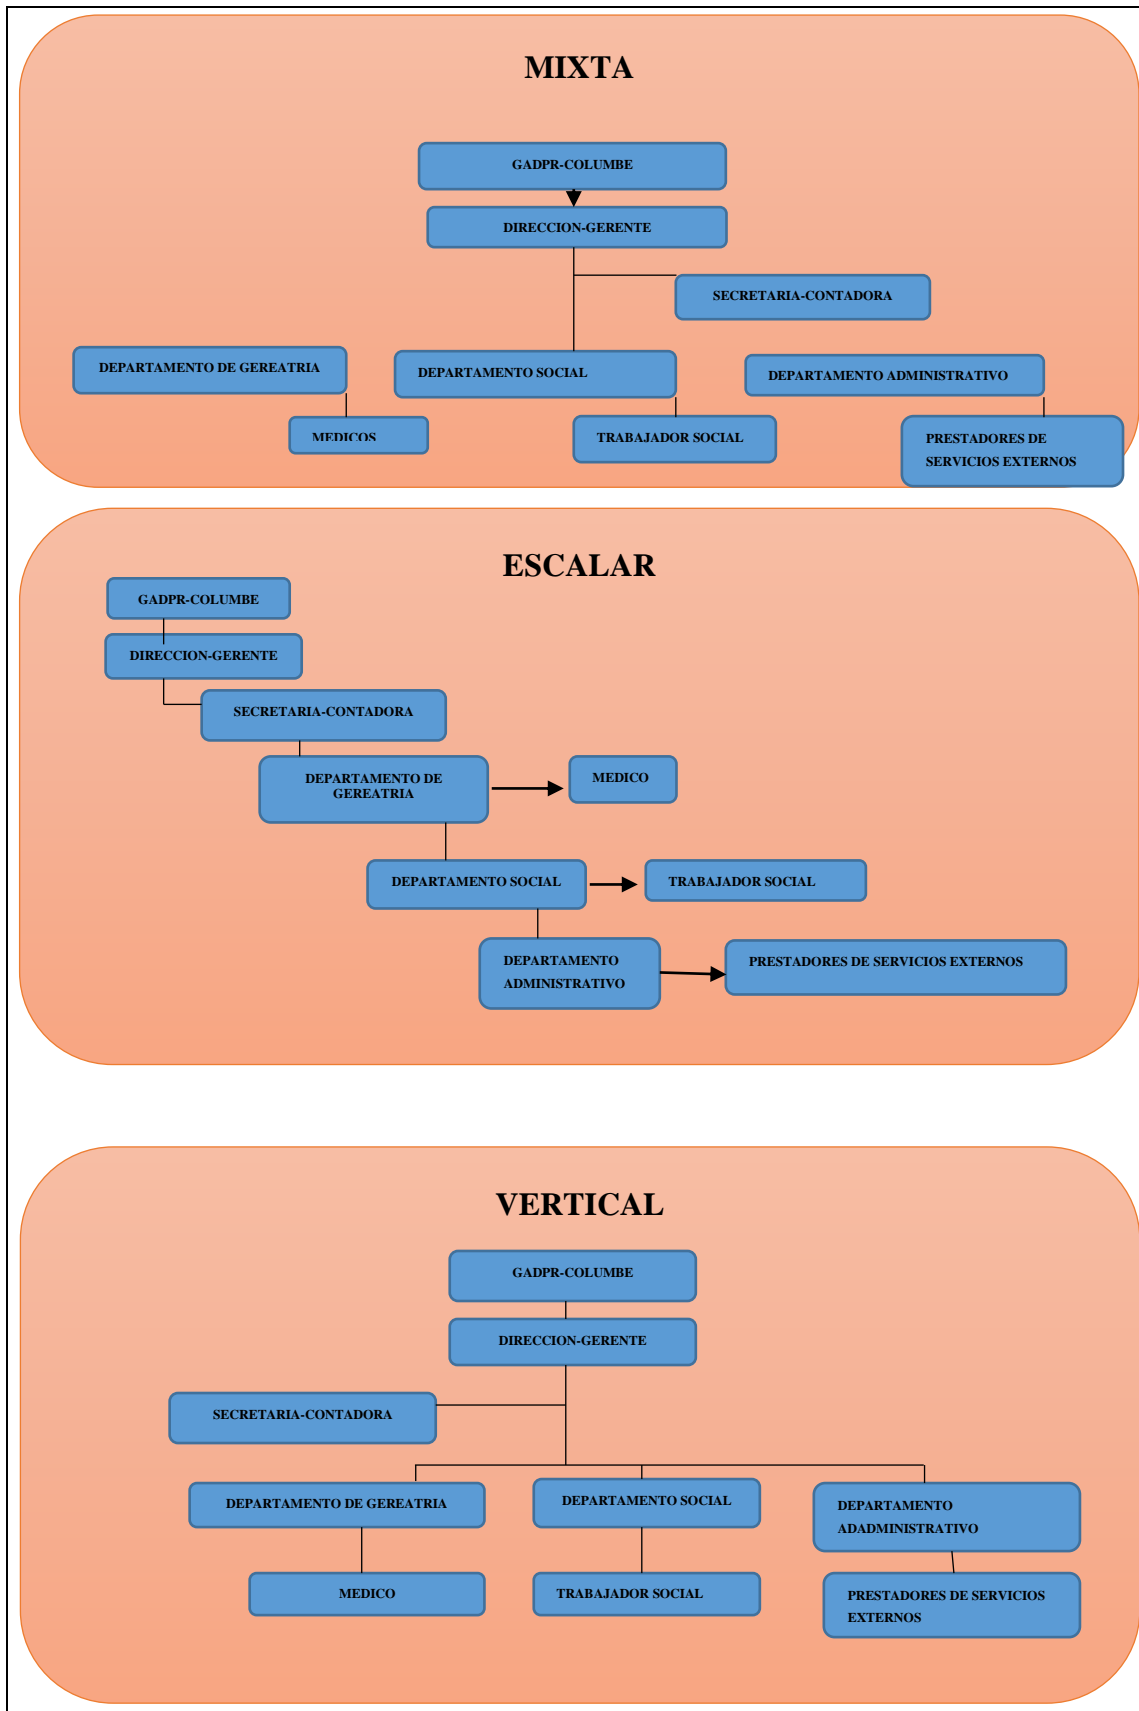 MIXTA
GADPR-COLUMBE
DIRECCION-GERENTE
SECRETARIA-CONTADORA
DEPARTAMENTO DE GEREATRIA
DEPARTAMENTO SOCIAL
DEPARTAMENTO ADMINISTRATIVO
MEDICOS
TRABAJADOR SOCIAL
PRESTADORES DE
SERVICIOS EXTERNOS
ESCALAR
GADPR-COLUMBE
DIRECCION-GERENTE
SECRETARIA-CONTADORA
DEPARTAMENTO DE
GEREATRIA
MEDICO
DEPARTAMENTO SOCIAL
TRABAJADOR SOCIAL
DEPARTAMENTO
ADMINISTRATIVO
PRESTADORES DE SERVICIOS EXTERNOS
VERTICAL
GADPR-COLUMBE
DIRECCION-GERENTE
SECRETARIA-CONTADORA
DEPARTAMENTO DE GEREATRIA
DEPARTAMENTO SOCIAL
DEPARTAMENTO
ADADMINISTRATIVO
MEDICO
TRABAJADOR SOCIAL
PRESTADORES DE SERVICIOS
EXTERNOS